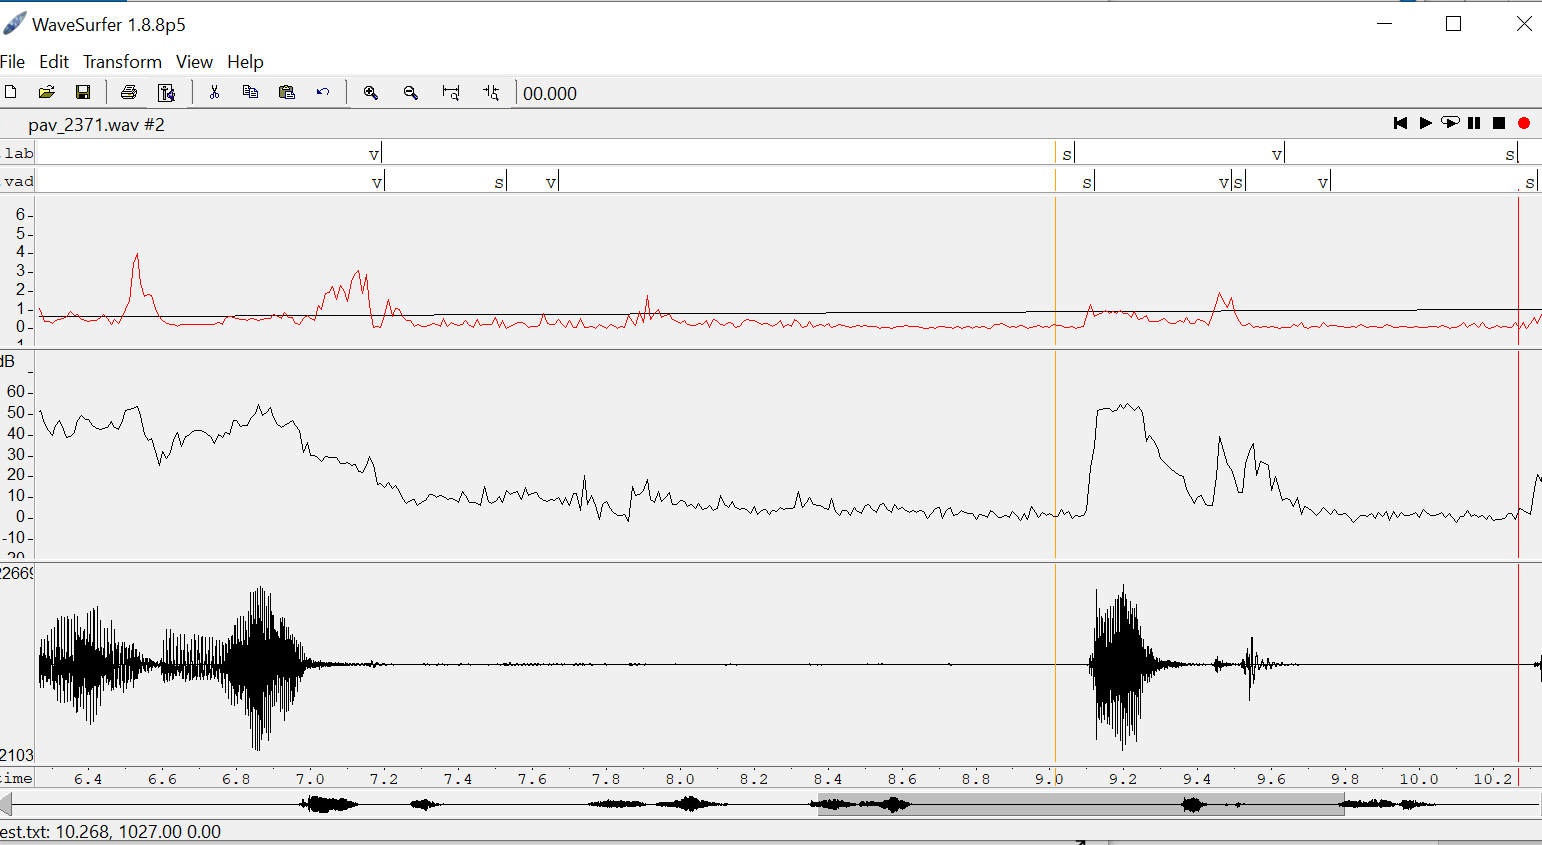 WaveSurfer 1.8.8p5
File Edit Transform View Help
00.000
pav_2371.wav #2
.lab v s v s
.vad v s v s v s v s
6
5
4
3
2
1
0
1
dB
60
50
40
30
20
10
0
-10
20
22669
2103
time 6.4 6.6 6.8 7.0 7.2 7.4 7.6 7.8 8.0 8.2 8.4 8.6 8.8 9.0 9.2 9.4 9.6 9.8 10.0 10.2
est.txt: 10.268, 1027.00 0.00